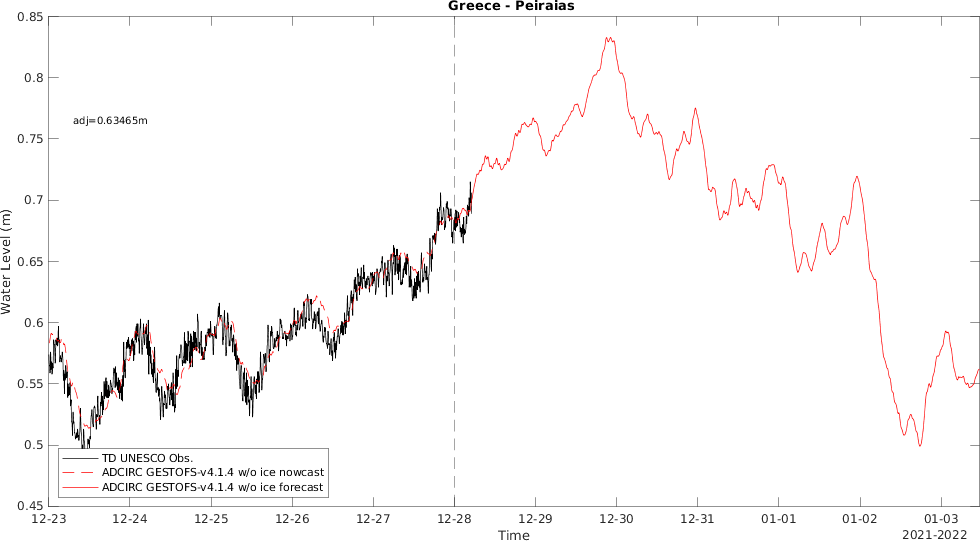 Greece - Peiraias
0.85
0.8
0.75
0.7
0.65
0.6
0.55
0.5
0.45
Water Level (m)
adj=0.63465m
TD UNESCO Obs.
ADCIRC GESTOFS-v4.1.4 w/o ice nowcast
ADCIRC GESTOFS-v4.1.4 w/o ice forecast
12-23 12-24 12-25 12-26 12-27 12-28 12-29 12-30 12-31 01-01 01-02 01-03
Time
2021-2022